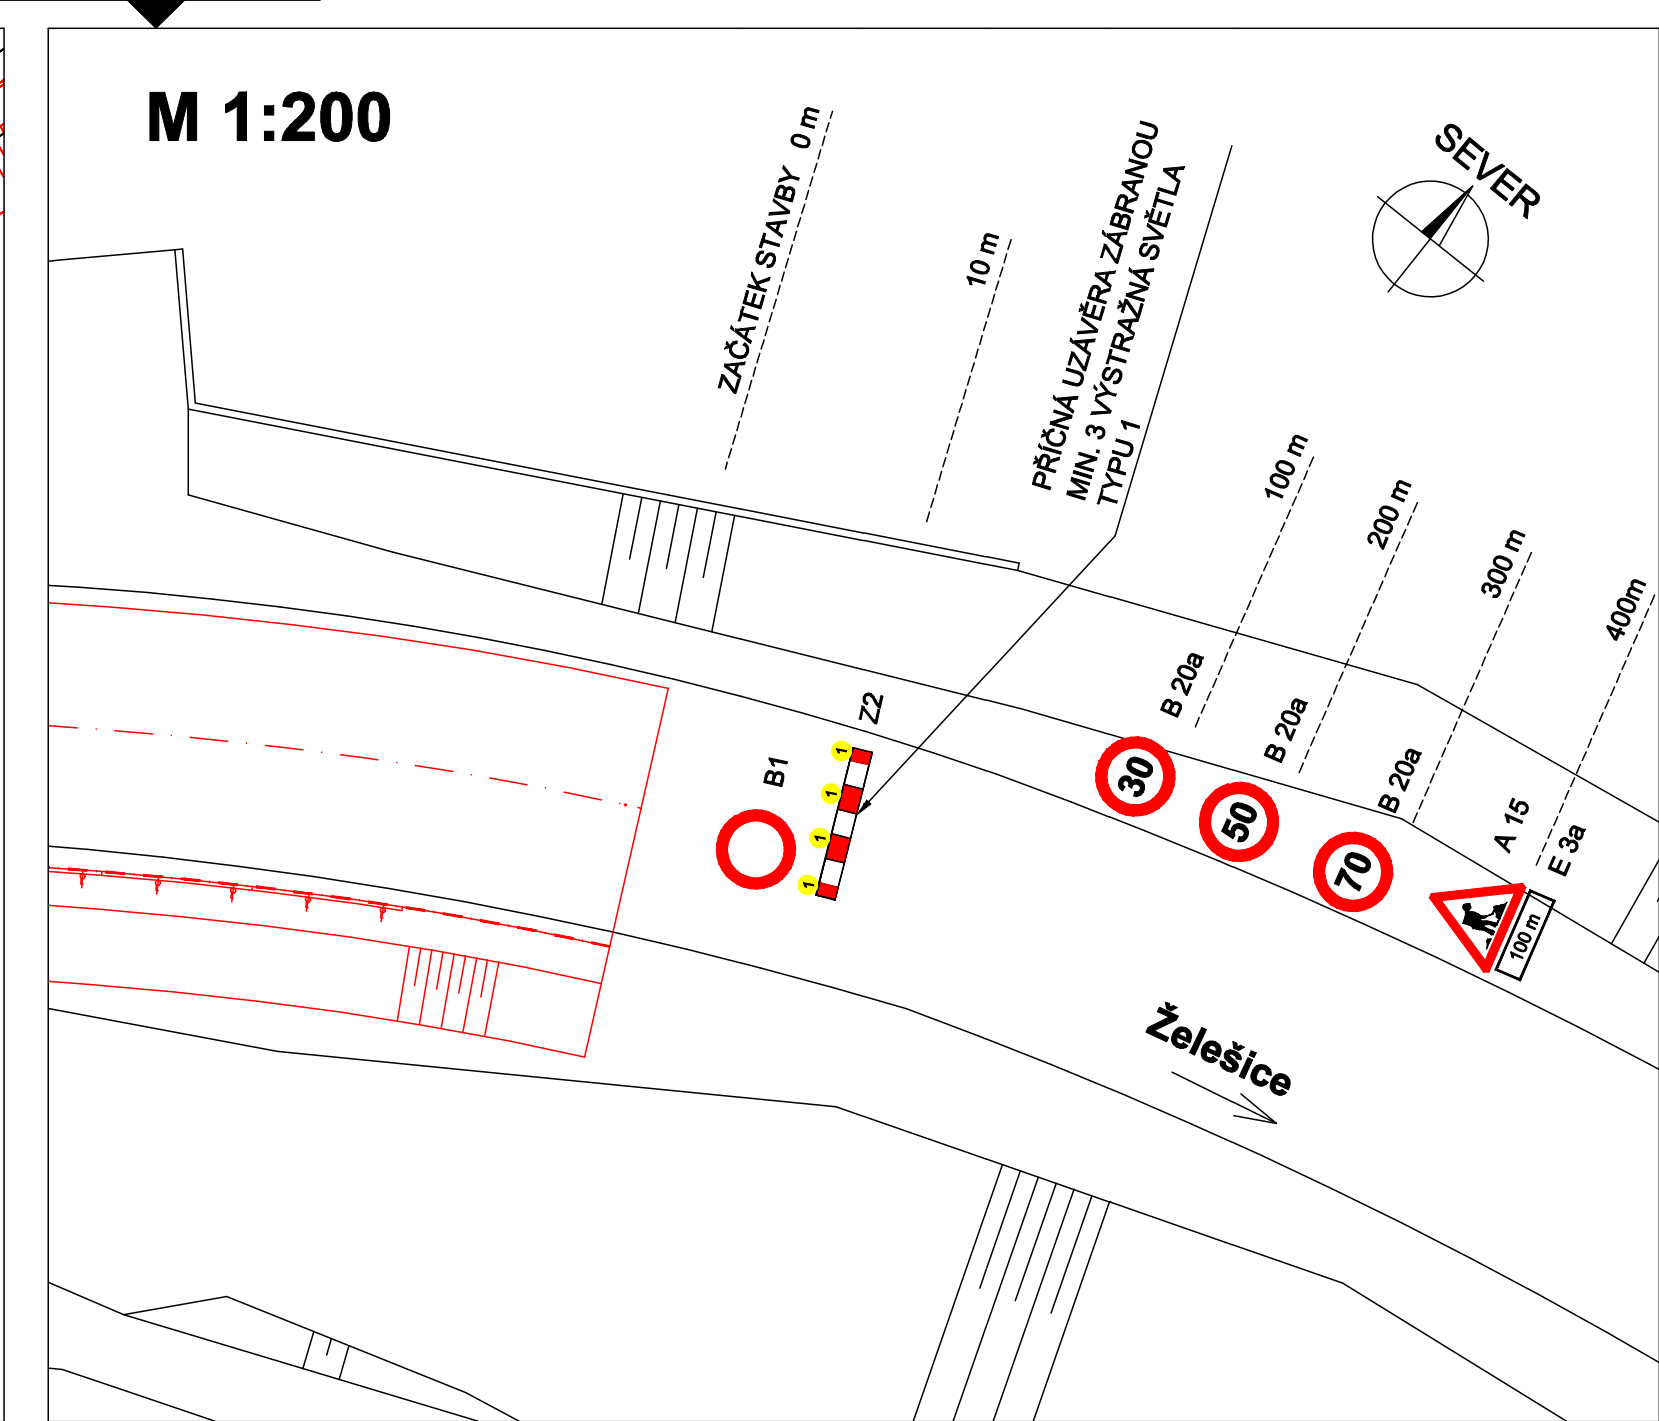 M 1:200
ZAČÁTEK STAVBY 0 m
10 m
PŘÍČNÁ UZÁVĚRA ZÁBRANOU
MIN. 3 VÝSTRAŽNÁ SVĚTLA
TYPU 1
SEVER
100 m
200 m
300 m
400m
B 20a
B 20a
B 20a
A 15
E 3a
Z2
B1
1
1
1
1
30
50
70
100 m
Želešice